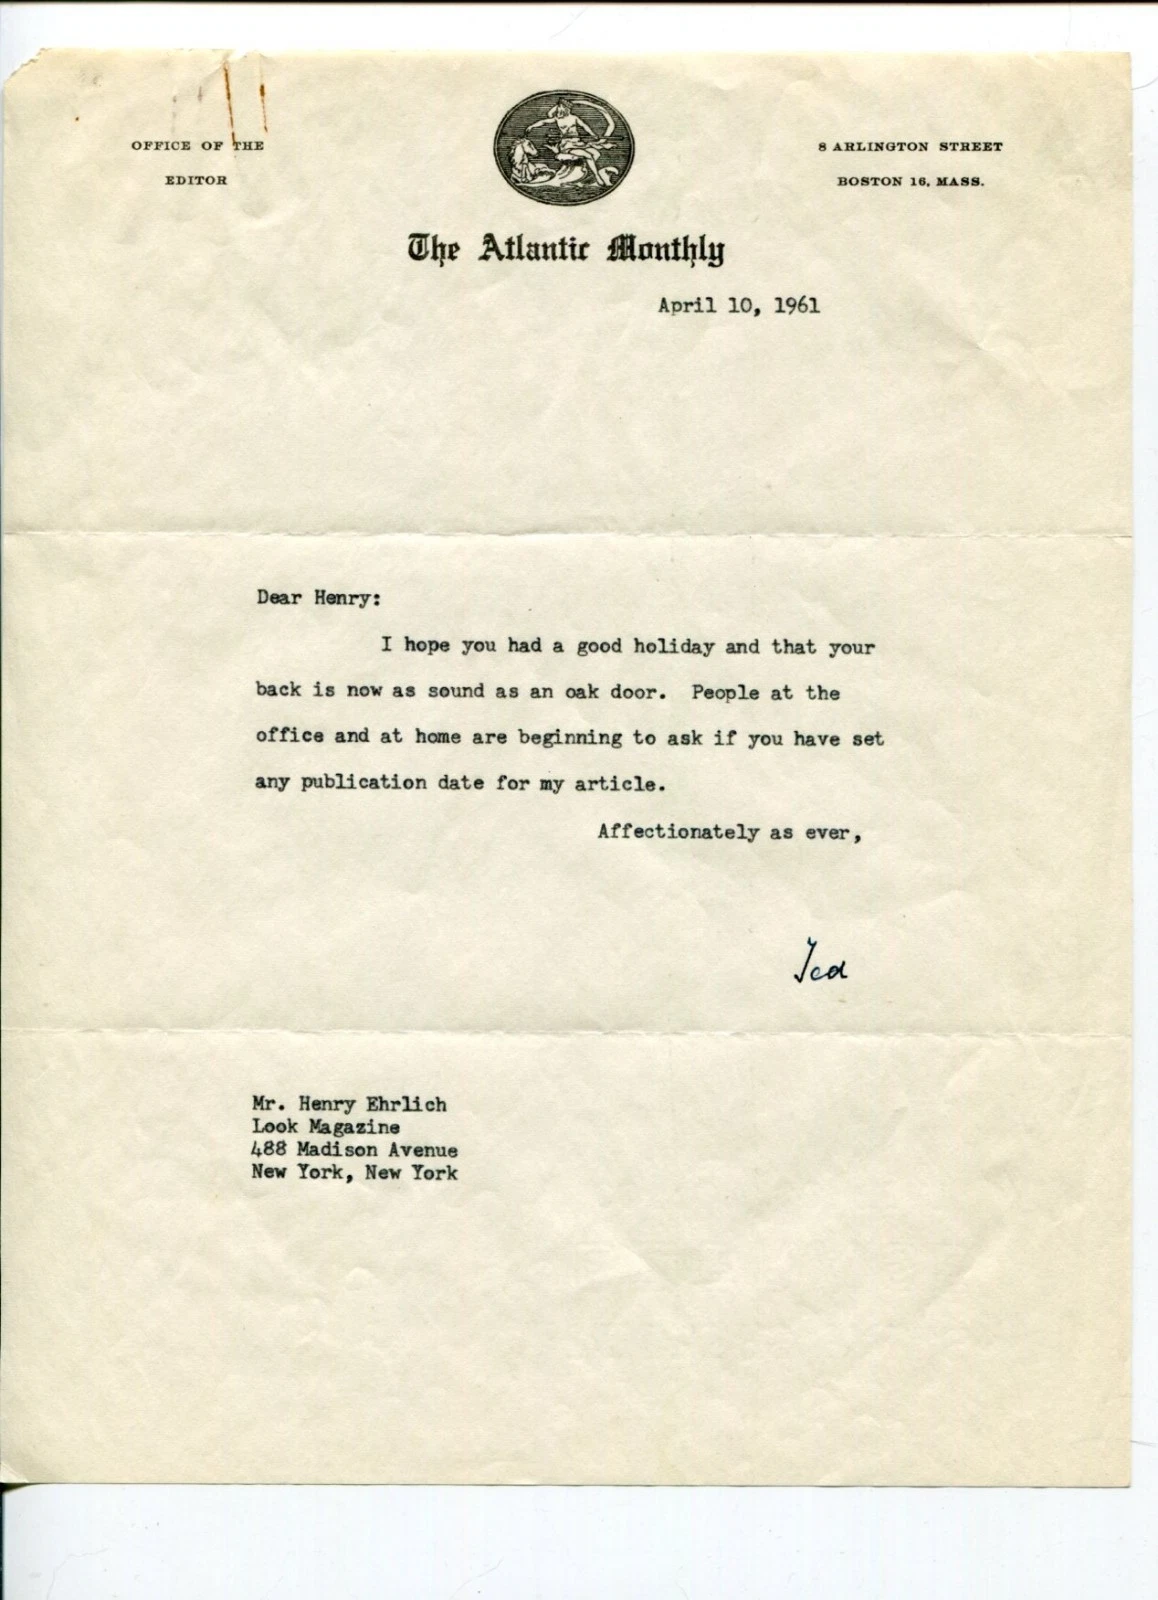 OFFICE OF THE
EDITOR
8 ARLINGTON STREET
BOSTON 16, MASS.
The Atlantic Monthly
April 10, 1961
Dear Henry:
I hope you had a good holiday and that your
back is now as sound as an oak door. People at the
office and at home are beginning to ask if you have set
any publication date for my article.
Affectionately as ever,
Ted
Mr. Henry Ehrlich
Look Magazine
488 Madison Avenue
New York, New York